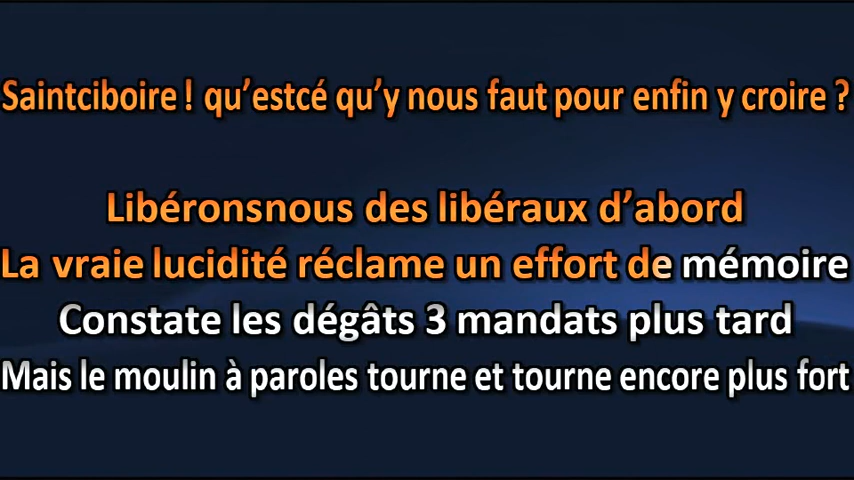 Saintciboire ! qu’estcé qu’y nous faut pour enfin y croire ?
Libéronsnous des libéraux d’abord
La vraie lucidité réclame un effort de mémoire
Constate les dégâts 3 mandats plus tard
Mais le moulin à paroles tourne et tourne encore plus fort